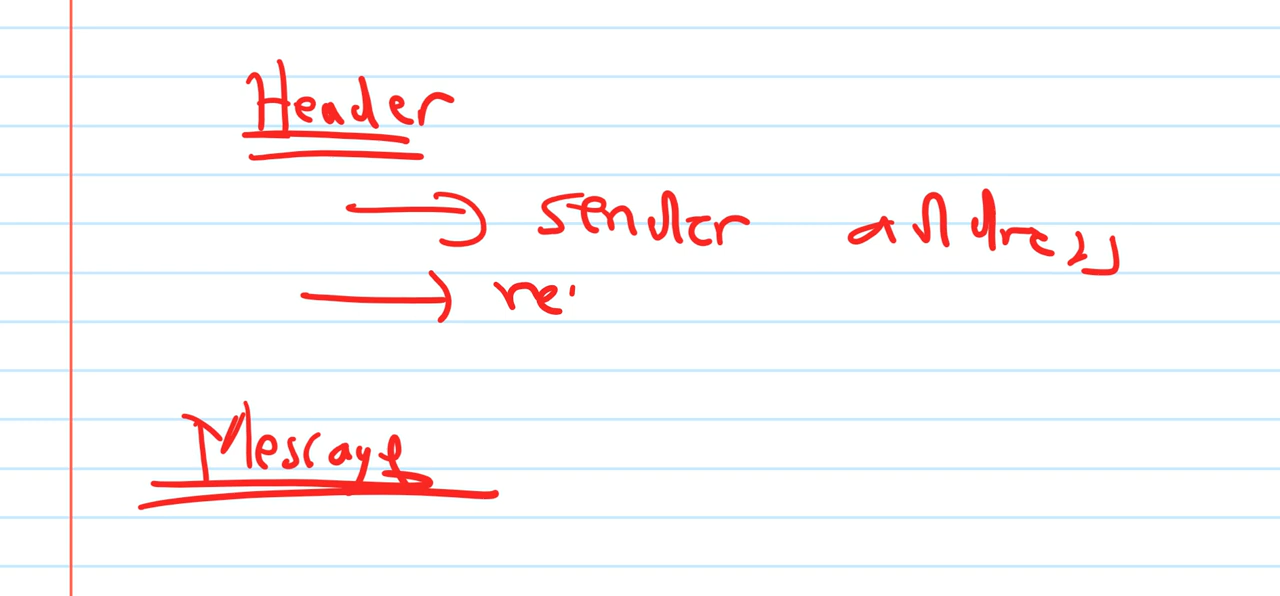 Header
→ sender address
→ re
Message